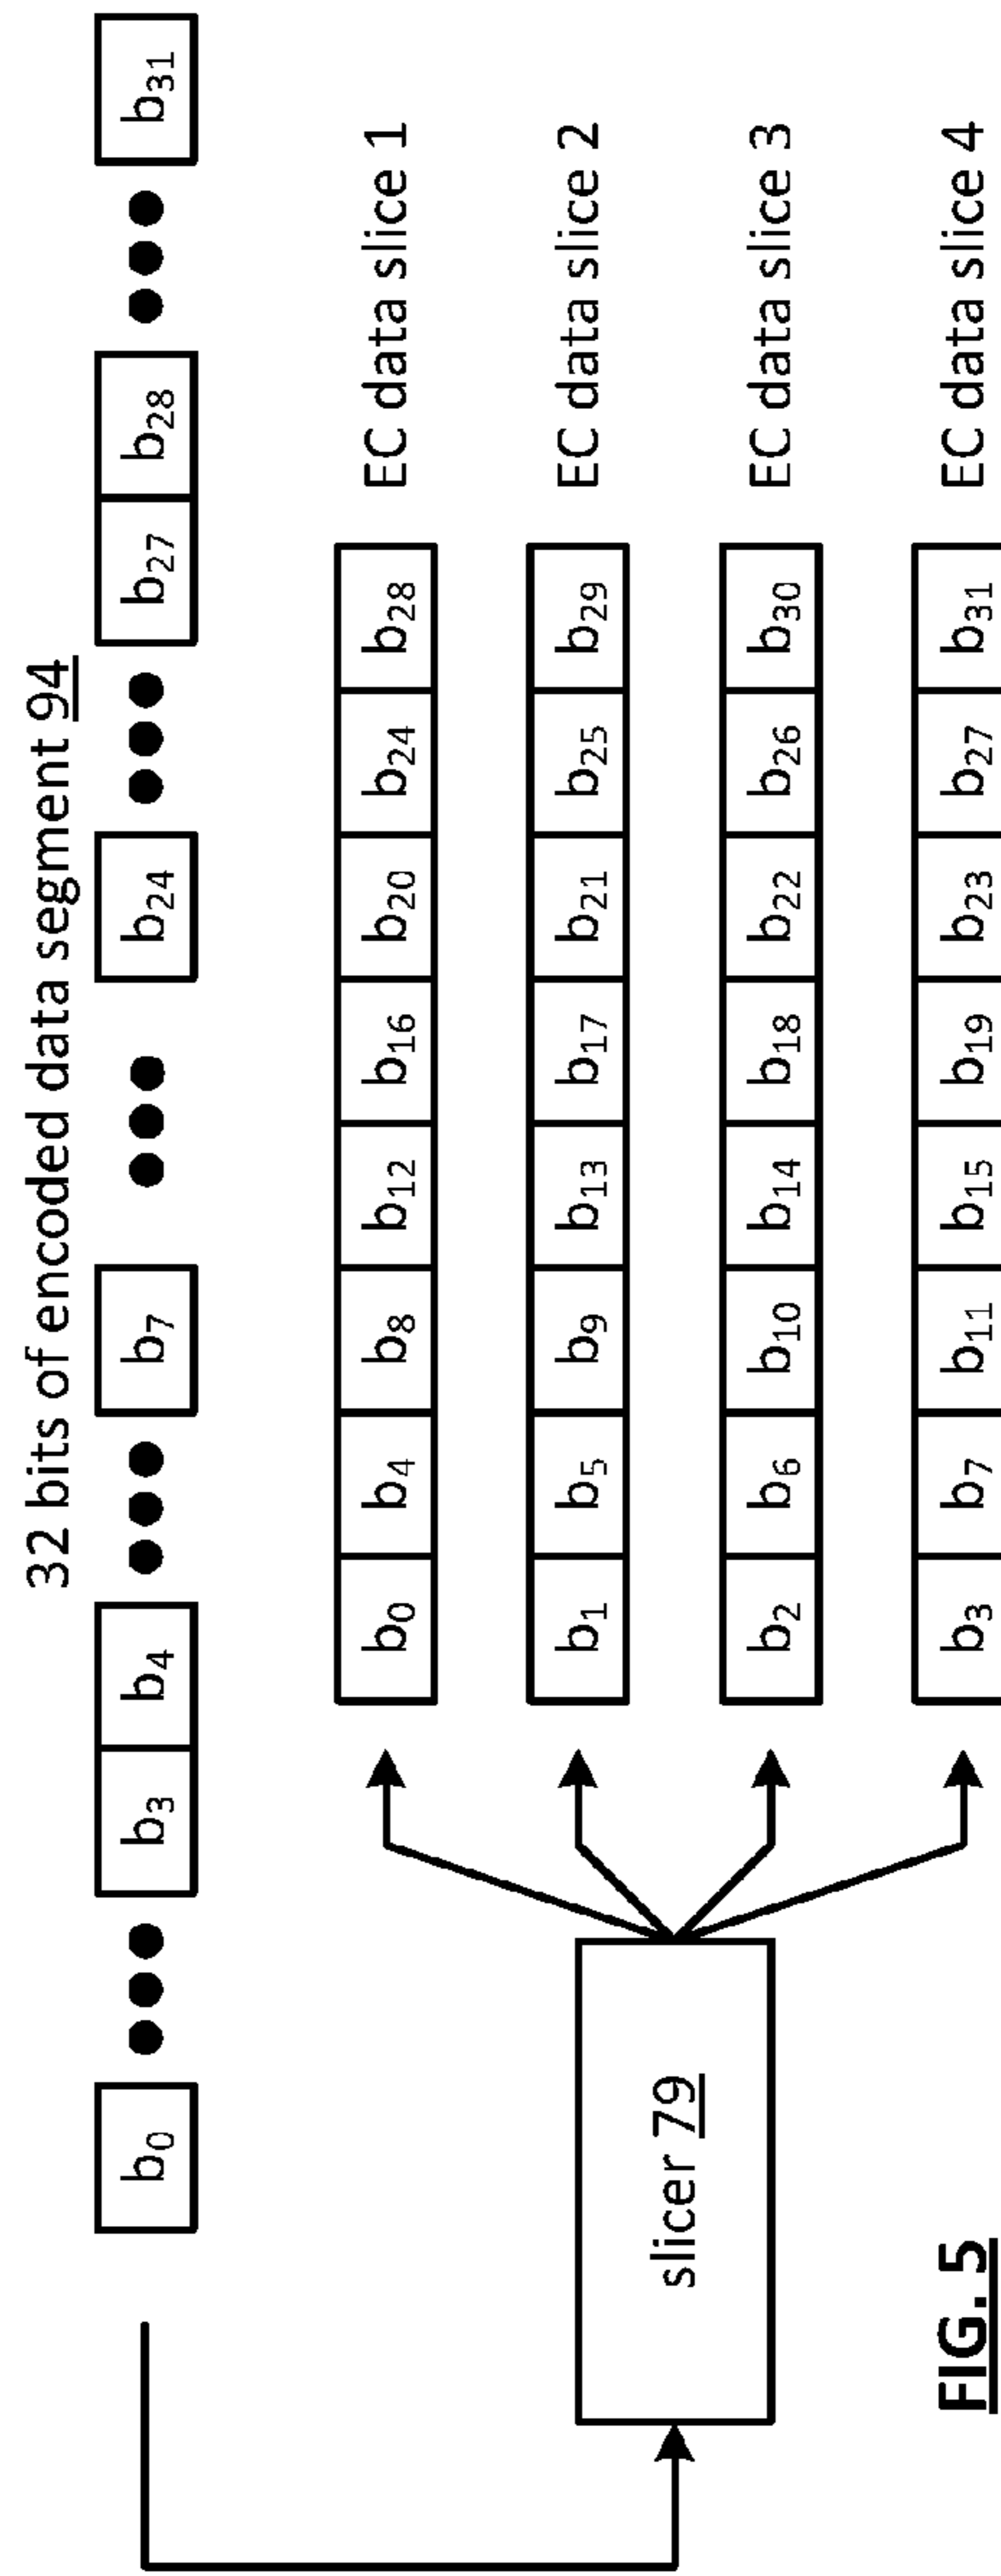 32 bits of encoded data segment 94
b0 ●●● b3 b4 ●●● b7 ●●● b24 ●●● b27 b28 ●●● b31
b0 b4 b8 b12 b16 b20 b24 b28 EC data slice 1
b1 b5 b9 b13 b17 b21 b25 b29 EC data slice 2
slicer 79
b2 b6 b10 b14 b18 b22 b26 b30 EC data slice 3
b3 b7 b11 b15 b19 b23 b27 b31 EC data slice 4
FIG. 5